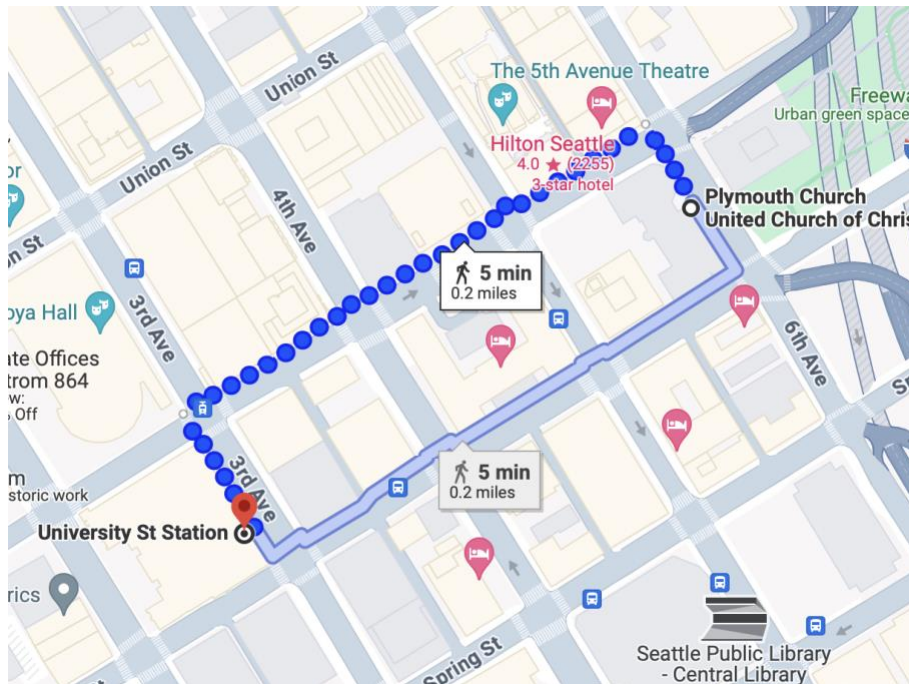 Union St
The 5th Avenue Theatre
Freewa
Urban green space
Hilton Seattle
4.0 ★ (2255)
3-star hotel
Union St
or
4th Ave
Plymouth Church
United Church of Chris
on St
5 min
0.2 miles
oya Hall
3rd Ave
6th Ave
ate Offices
trom 864
w:
% Off
Sp
5 min
0.2 miles
3rd Ave
m
storic work
University St Station
rics
Spring St
Seattle Public Library
- Central Library